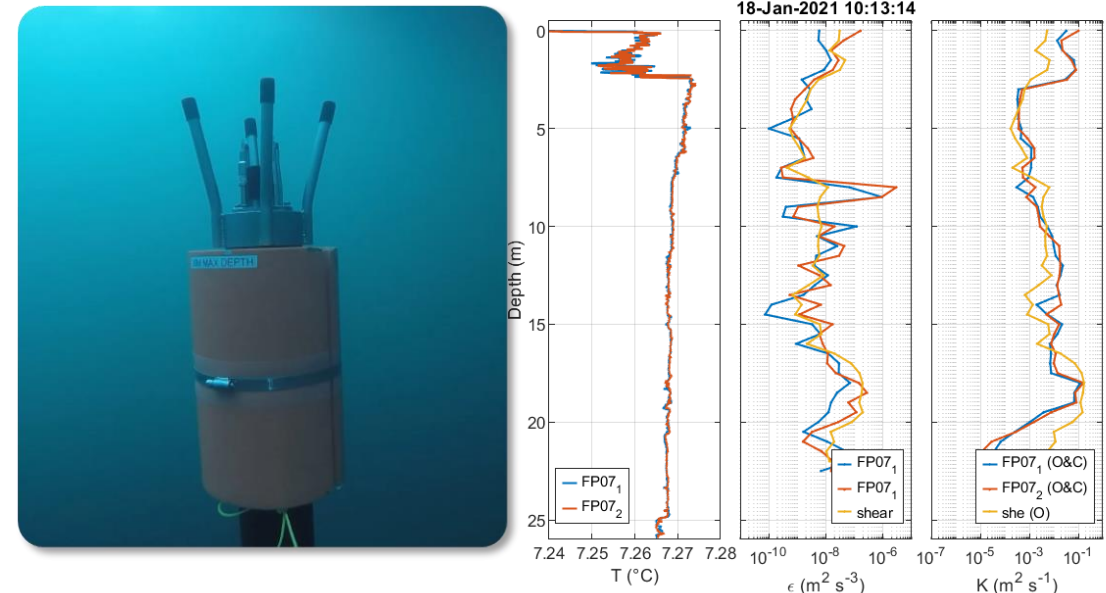 MAX DEPTH
18-Jan-2021 10:13:14
Depth (m)
0
5
10
15
20
25
7.24 7.25 7.26 7.27 7.28
T (°C)
FP07₁
FP07₂
10⁻¹⁰ 10⁻⁸ 10⁻⁶
ϵ (m² s⁻³)
FP07₁
FP07₁
shear
10⁻⁷ 10⁻⁵ 10⁻³ 10⁻¹
K (m² s⁻¹)
FP07₁ (O&C)
FP07₂ (O&C)
she (O)